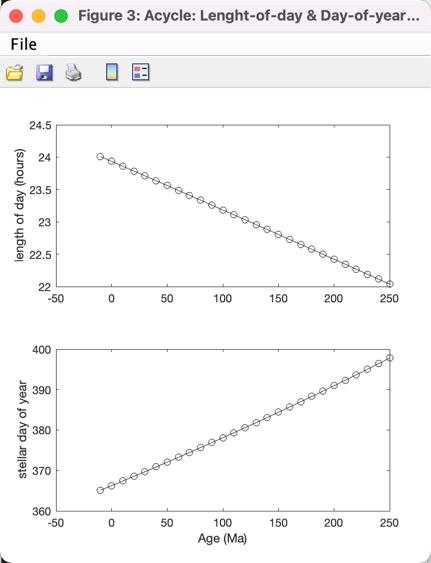 Figure 3: Acycle: Lenght-of-day & Day-of-year...
File
24.5
24
23.5
23
22.5
22
length of day (hours)
-50 0 50 100 150 200 250
400
390
380
370
360
stellar day of year
-50 0 50 100 150 200 250
Age (Ma)